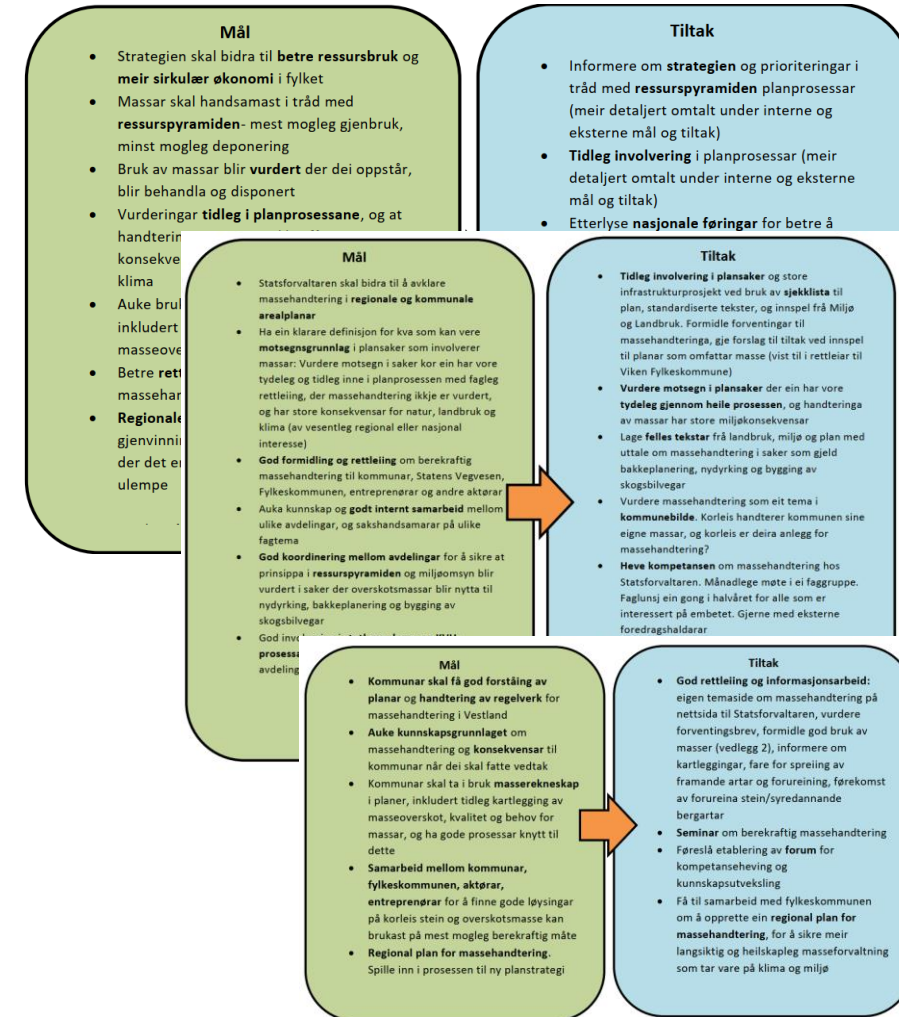 Mål
• Strategien skal bidra til betre ressursbruk og
meir sirkulær økonomi i fylket
• Massar skal handsamast i tråd med
ressurspyramiden- mest mogleg gjenbruk,
minst mogleg deponering
• Bruk av massar blir vurdert der dei oppstår,
blir behandla og disponert
• Vurderingar tidleg i planprosessane, og at
handterin
konsekve
klima
• Auke bru
inkludert
masseove
• Betre rett
massehan
• Regionale
gjenvinni
der det e
ulempe
Tiltak
• Informere om strategien og prioriteringar i
tråd med ressurspyramiden planprosessar
(meir detaljert omtalt under interne og
eksterne mål og tiltak)
• Tidleg involvering i planprosessar (meir
detaljert omtalt under interne og eksterne
mål og tiltak)
• Etterlyse nasjonale føringar for betre å
Mål
• Statsforvaltaren skal bidra til å avklare
massehandtering i regionale og kommunale
arealplanar
• Ha ein klarare definisjon for kva som kan vere
motsegnsgrunnlag i plansaker som involverer
massar: Vurdere motsegn i saker kor ein har vore
tydeleg og tidleg inne i planprosessen med fagleg
rettleiing, der massehandtering ikkje er vurdert,
og har store konsekvensar for natur, landbruk og
klima (av vesentleg regional eller nasjonal
interesse)
• God formidling og rettleiing om berekraftig
massehandtering til kommunar, Statens Vegvesen,
Fylkeskommunen, entreprenørar og andre aktørar
• Auka kunnskap og godt internt samarbeid mellom
ulike avdelingar, og sakshandsamarar på ulike
fagtema
• God koordinering mellom avdelingar for å sikre at
prinsippa i ressurspyramiden og miljøomsyn blir
vurdert i saker der overskotsmassar blir nytta til
nydyrking, bakkeplanering og bygging av
skogsbilvegar
• God inv
prosessa
avdeling
Tiltak
• Tidleg involvering i plansaker og store
infrastrukturprosjekt ved bruk av sjekklista til
plan, standardiserte tekster, og innspel frå Miljø
og Landbruk. Formidle forventingar til
massehandteringa, gje forslag til tiltak ved innspel
til planar som omfattar masse (vist til i rettleiar til
Viken Fylkeskommune)
• Vurdere motsegn i plansaker der ein har vore
tydeleg gjennom heile prosessen, og handteringa
av massar har store miljøkonsekvensar
• Lage felles tekstar frå landbruk, miljø og plan med
uttale om massehandtering i saker som gjeld
bakkeplanering, nydyrking og bygging av
skogsbilvegar
• Vurdere massehandtering som eit tema i
kommunebilde. Korleis handterer kommunen sine
eigne massar, og korleis er deira anlegg for
massehandtering?
• Heve kompetansen om massehandtering hos
Statsforvaltaren. Månadlege møte i ei faggruppe.
Faglunsj ein gong i halvåret for alle som er
interessert på embetet. Gjerne med eksterne
foredragshaldarar
Mål
• Kommunar skal få god forståing av
planar og handtering av regelverk for
massehandtering i Vestland
• Auke kunnskapsgrunnlaget om
massehandtering og konsekvensar til
kommunar når dei skal fatte vedtak
• Kommunar skal ta i bruk masserekneskap
i planer, inkludert tidleg kartlegging av
masseoverskot, kvalitet og behov for
massar, og ha gode prosessar knytt til
dette
• Samarbeid mellom kommunar,
fylkeskommunen, aktørar,
entreprenørar for å finne gode løysingar
på korleis stein og overskotsmasse kan
brukast på mest mogleg berekraftig måte
• Regional plan for massehandtering.
Spille inn i prosessen til ny planstrategi
Tiltak
• God rettleiing og informasjonsarbeid:
eigen temaside om massehandtering på
nettsida til Statsforvaltaren, vurdere
forventingsbrev, formidle god bruk av
masser (vedlegg 2), informere om
kartleggingar, fare for spreiing av
framande artar og forureining, førekomst
av forureina stein/syredannande
bergartar
• Seminar om berekraftig massehandtering
• Føreslå etablering av forum for
kompetanseheving og
kunnskapsutveksling
• Få til samarbeid med fylkeskommunen
om å opprette ein regional plan for
massehandtering, for å sikre meir
langsiktig og heilskapleg masseforvaltning
som tar vare på klima og miljø